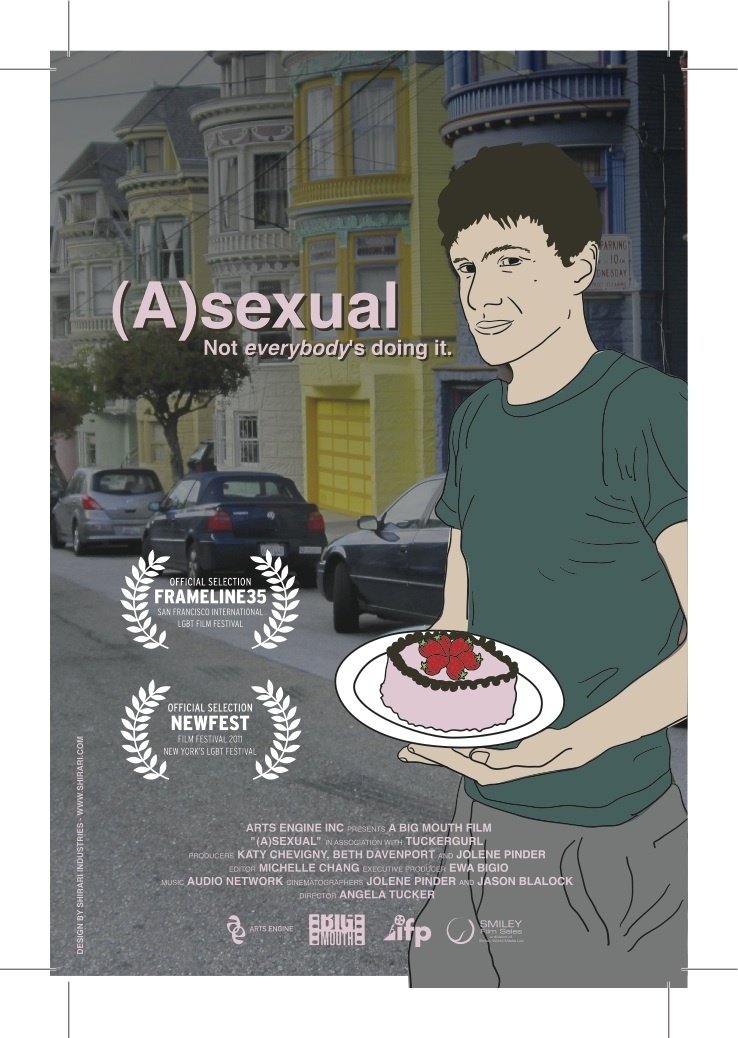 PARKING
10
NESDAY
(A)sexual
Not everybody's doing it.
OFFICIAL SELECTION
FRAMELINE35
SAN FRANCISCO INTERNATIONAL
LGBT FILM FESTIVAL
OFFICIAL SELECTION
NEWFEST
FILM FESTIVAL 2011
NEW YORK'S LGBT FESTIVAL
DESIGN BY SHIRARI INDUSTRIES - WWW.SHIRARI.COM
ARTS ENGINE INC PRESENTS A BIG MOUTH FILM
"(A)SEXUAL" IN ASSOCIATION WITH TUCKERGURL
PRODUCERS KATY CHEVIGNY, BETH DAVENPORT AND JOLENE PINDER
EDITOR MICHELLE CHANG EXECUTIVE PRODUCER EWA BIGIO
MUSIC AUDIO NETWORK CINEMATOGRAPHERS JOLENE PINDER AND JASON BLALOCK
DIRECTOR ANGELA TUCKER
ARTS ENGINE
BIG
MOUTH
ifp
SMILEY
Film Sales